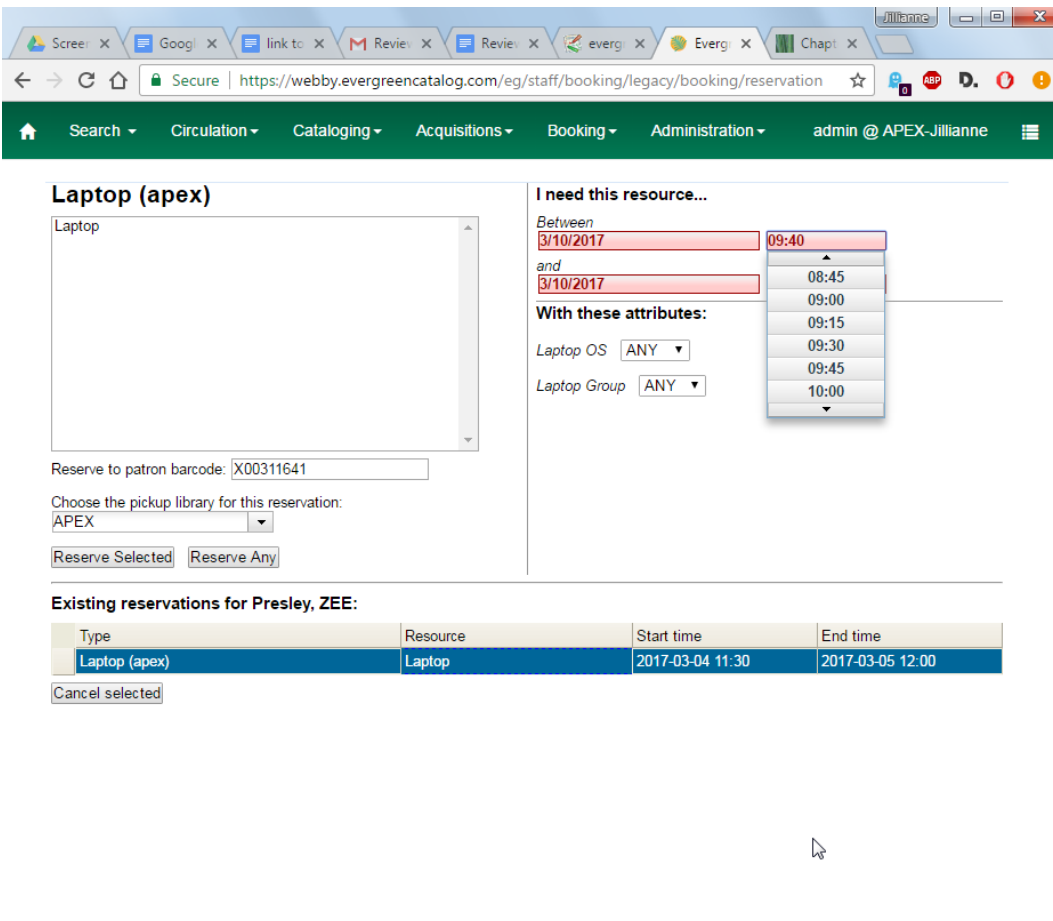 Jillianne
Screer Googl link to Review Review everg Everg Chapt
Secure https://webby.evergreencatalog.com/eg/staff/booking/legacy/booking/reservation 0 ABP D.
Search Circulation Cataloging Acquisitions Booking Administration admin @ APEX-Jillianne
Laptop (apex)
Laptop
Reserve to patron barcode: X00311641
Choose the pickup library for this reservation:
APEX
Reserve Selected Reserve Any
I need this resource...
Between
3/10/2017 09:40
and
3/10/2017
08:45
09:00
09:15
09:30
09:45
10:00
With these attributes:
Laptop OS ANY
Laptop Group ANY
Existing reservations for Presley, ZEE:
Type Resource Start time End time
Laptop (apex) Laptop 2017-03-04 11:30 2017-03-05 12:00
Cancel selected